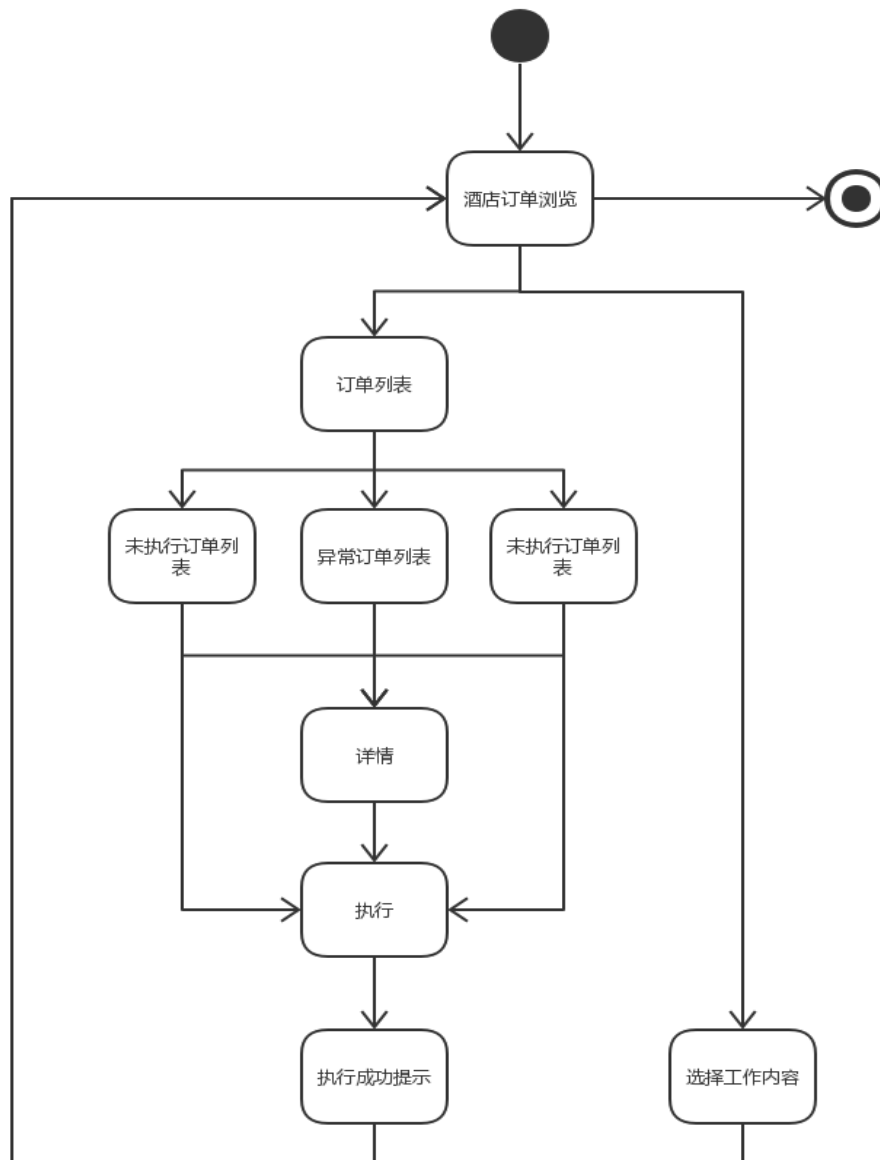 酒店订单浏览
订单列表
未执行订单列
表
异常订单列表
未执行订单列
表
详情
执行
执行成功提示
选择工作内容